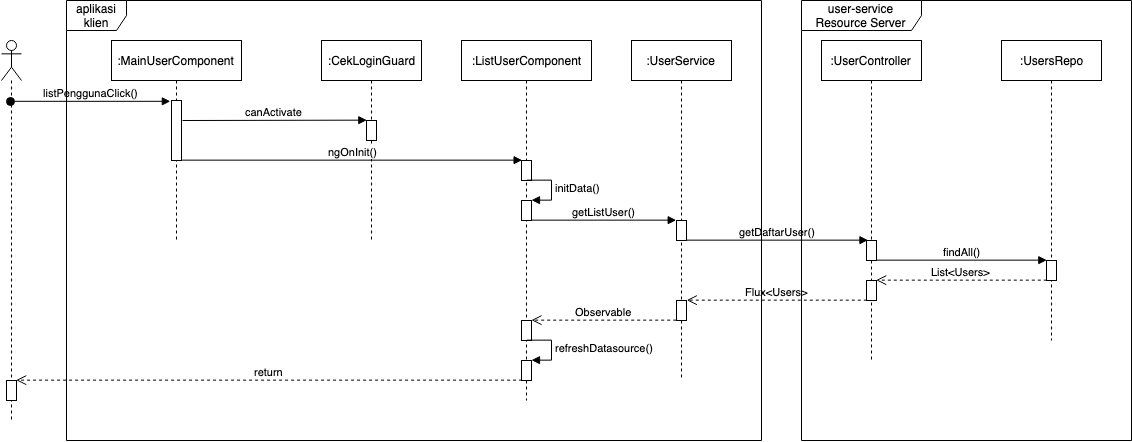 aplikasi
klien
user-service
Resource Server
:MainUserComponent
:CekLoginGuard
:ListUserComponent
:UserService
:UserController
:UsersRepo
listPenggunaClick()
canActivate
ngOnInit()
initData()
getListUser()
getDaftarUser()
findAll()
List<Users>
Flux<Users>
Observable
refreshDatasource()
return